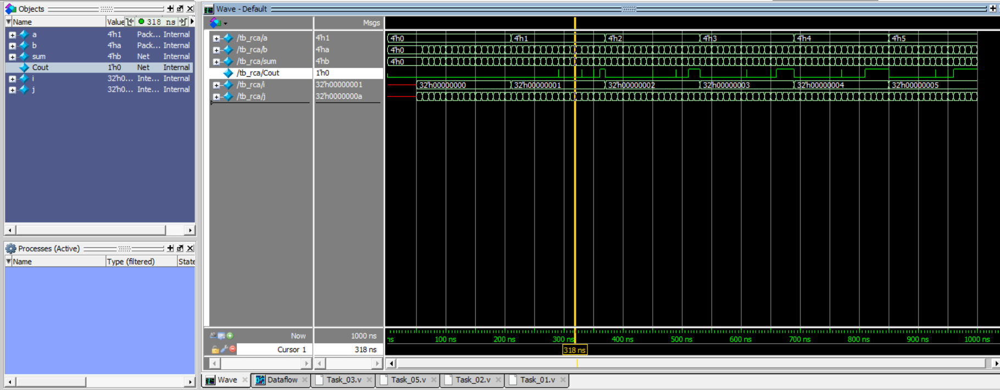 Objects
Name Value 318 ns
a 4'h1 Pack... Internal
b 4'ha Pack... Internal
sum 4'hb Net Internal
Cout 1'h0 Net Internal
i 32'h0... Inte... Internal
j 32'h0... Inte... Internal
Processes (Active)
Name Type (filtered) State
Wave - Default
Msgs
/tb_rca/a 4'h1 4'h0 4'h1 4'h2 4'h3 4'h4 4'h5
/tb_rca/b 4'ha 4'h0
/tb_rca/sum 4'hb 4'h0
/tb_rca/Cout 1'h0
/tb_rca/i 32'h00000001 32'h00000000 32'h00000001 32'h00000002 32'h00000003 32'h00000004 32'h00000005
/tb_rca/j 32'h0000000a
Now 1000 ns
ns 100 ns 200 ns 300 ns 400 ns 500 ns 600 ns 700 ns 800 ns 900 ns 1000 ns
Cursor 1 318 ns 318 ns
Wave Dataflow Task_03.v Task_05.v Task_02.v Task_01.v